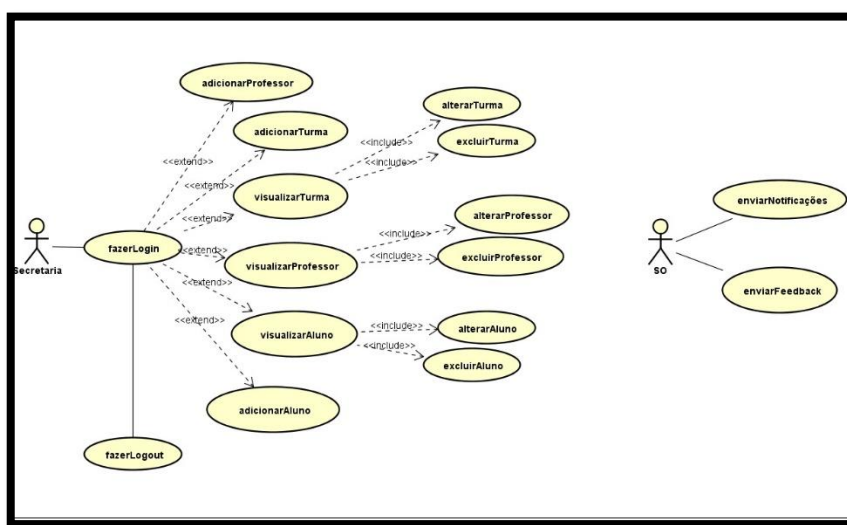 adicionarProfessor
adicionarTurma
alterarTurma
excluirTurma
<<include>>
<<include>>
<<extend>>
<<extend>>
<<extend>>
visualizarTurma
alterarProfessor
excluirProfessor
<<include>>
<<include>>
enviarNotificações
Secretaria
fazerLogin
<<extend>>
visualizarProfessor
SO
enviarFeedback
<<extend>>
<<extend>>
visualizarAluno
<<include>>
<<include>>
alterarAluno
excluirAluno
adicionarAluno
fazerLogout